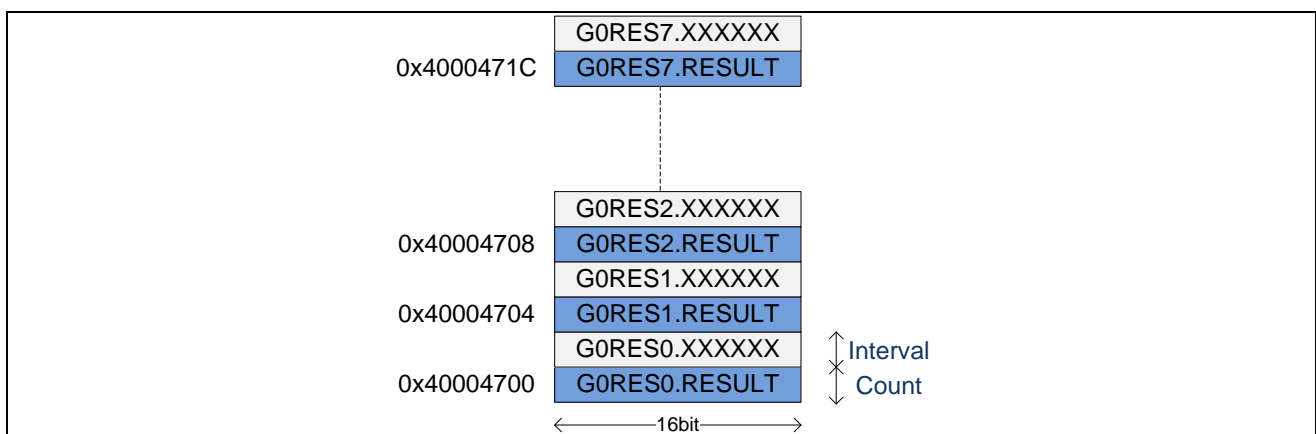 G0RES7.XXXXXX
0x4000471C G0RES7.RESULT
G0RES2.XXXXXX
0x40004708 G0RES2.RESULT
G0RES1.XXXXXX
0x40004704 G0RES1.RESULT
G0RES0.XXXXXX Interval
0x40004700 G0RES0.RESULT Count
16bit